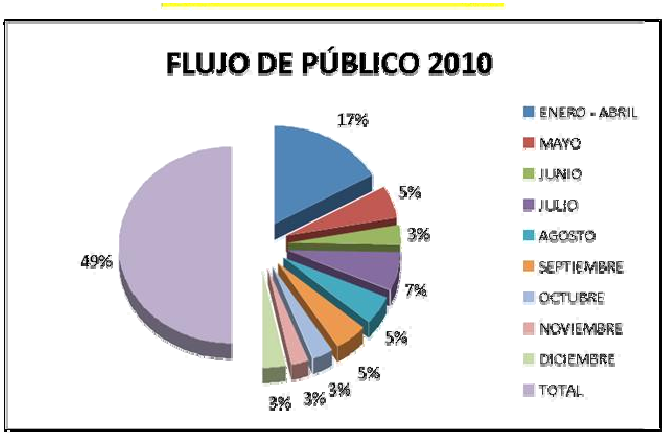 FLUJO DE PÚBLICO 2010
17%
5%
3%
7%
5%
5%
3%
3%
3%
49%
ENERO - ABRIL
MAYO
JUNIO
JULIO
AGOSTO
SEPTIEMBRE
OCTUBRE
NOVIEMBRE
DICIEMBRE
TOTAL